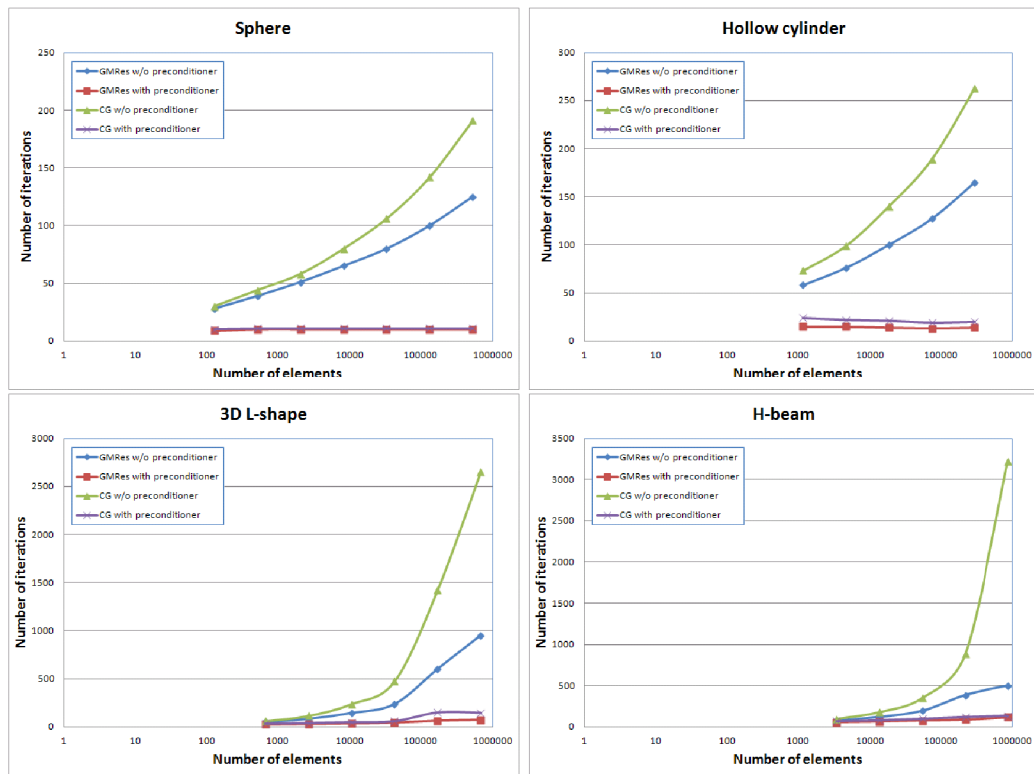 Sphere
250
200
150
100
50
0
GMRes w/o preconditioner
GMRes with preconditioner
CG w/o preconditioner
CG with preconditioner
Number of iterations
1 10 100 1000 10000 100000 1000000
Number of elements
Hollow cylinder
300
250
200
150
100
50
0
GMRes w/o preconditioner
GMRes with preconditioner
CG w/o preconditioner
CG with preconditioner
Number of iterations
1 10 100 1000 10000 100000 1000000
Number of elements
3D L-shape
3000
2500
2000
1500
1000
500
0
GMRes w/o preconditioner
GMRes with preconditioner
CG w/o preconditioner
CG with preconditioner
Number of iterations
1 10 100 1000 10000 100000 1000000
Number of elements
H-beam
3500
3000
2500
2000
1500
1000
500
0
GMRes w/o preconditioner
GMRes with preconditioner
CG w/o preconditioner
CG with preconditioner
Number of iterations
1 10 100 1000 10000 100000 1000000
Number of elements